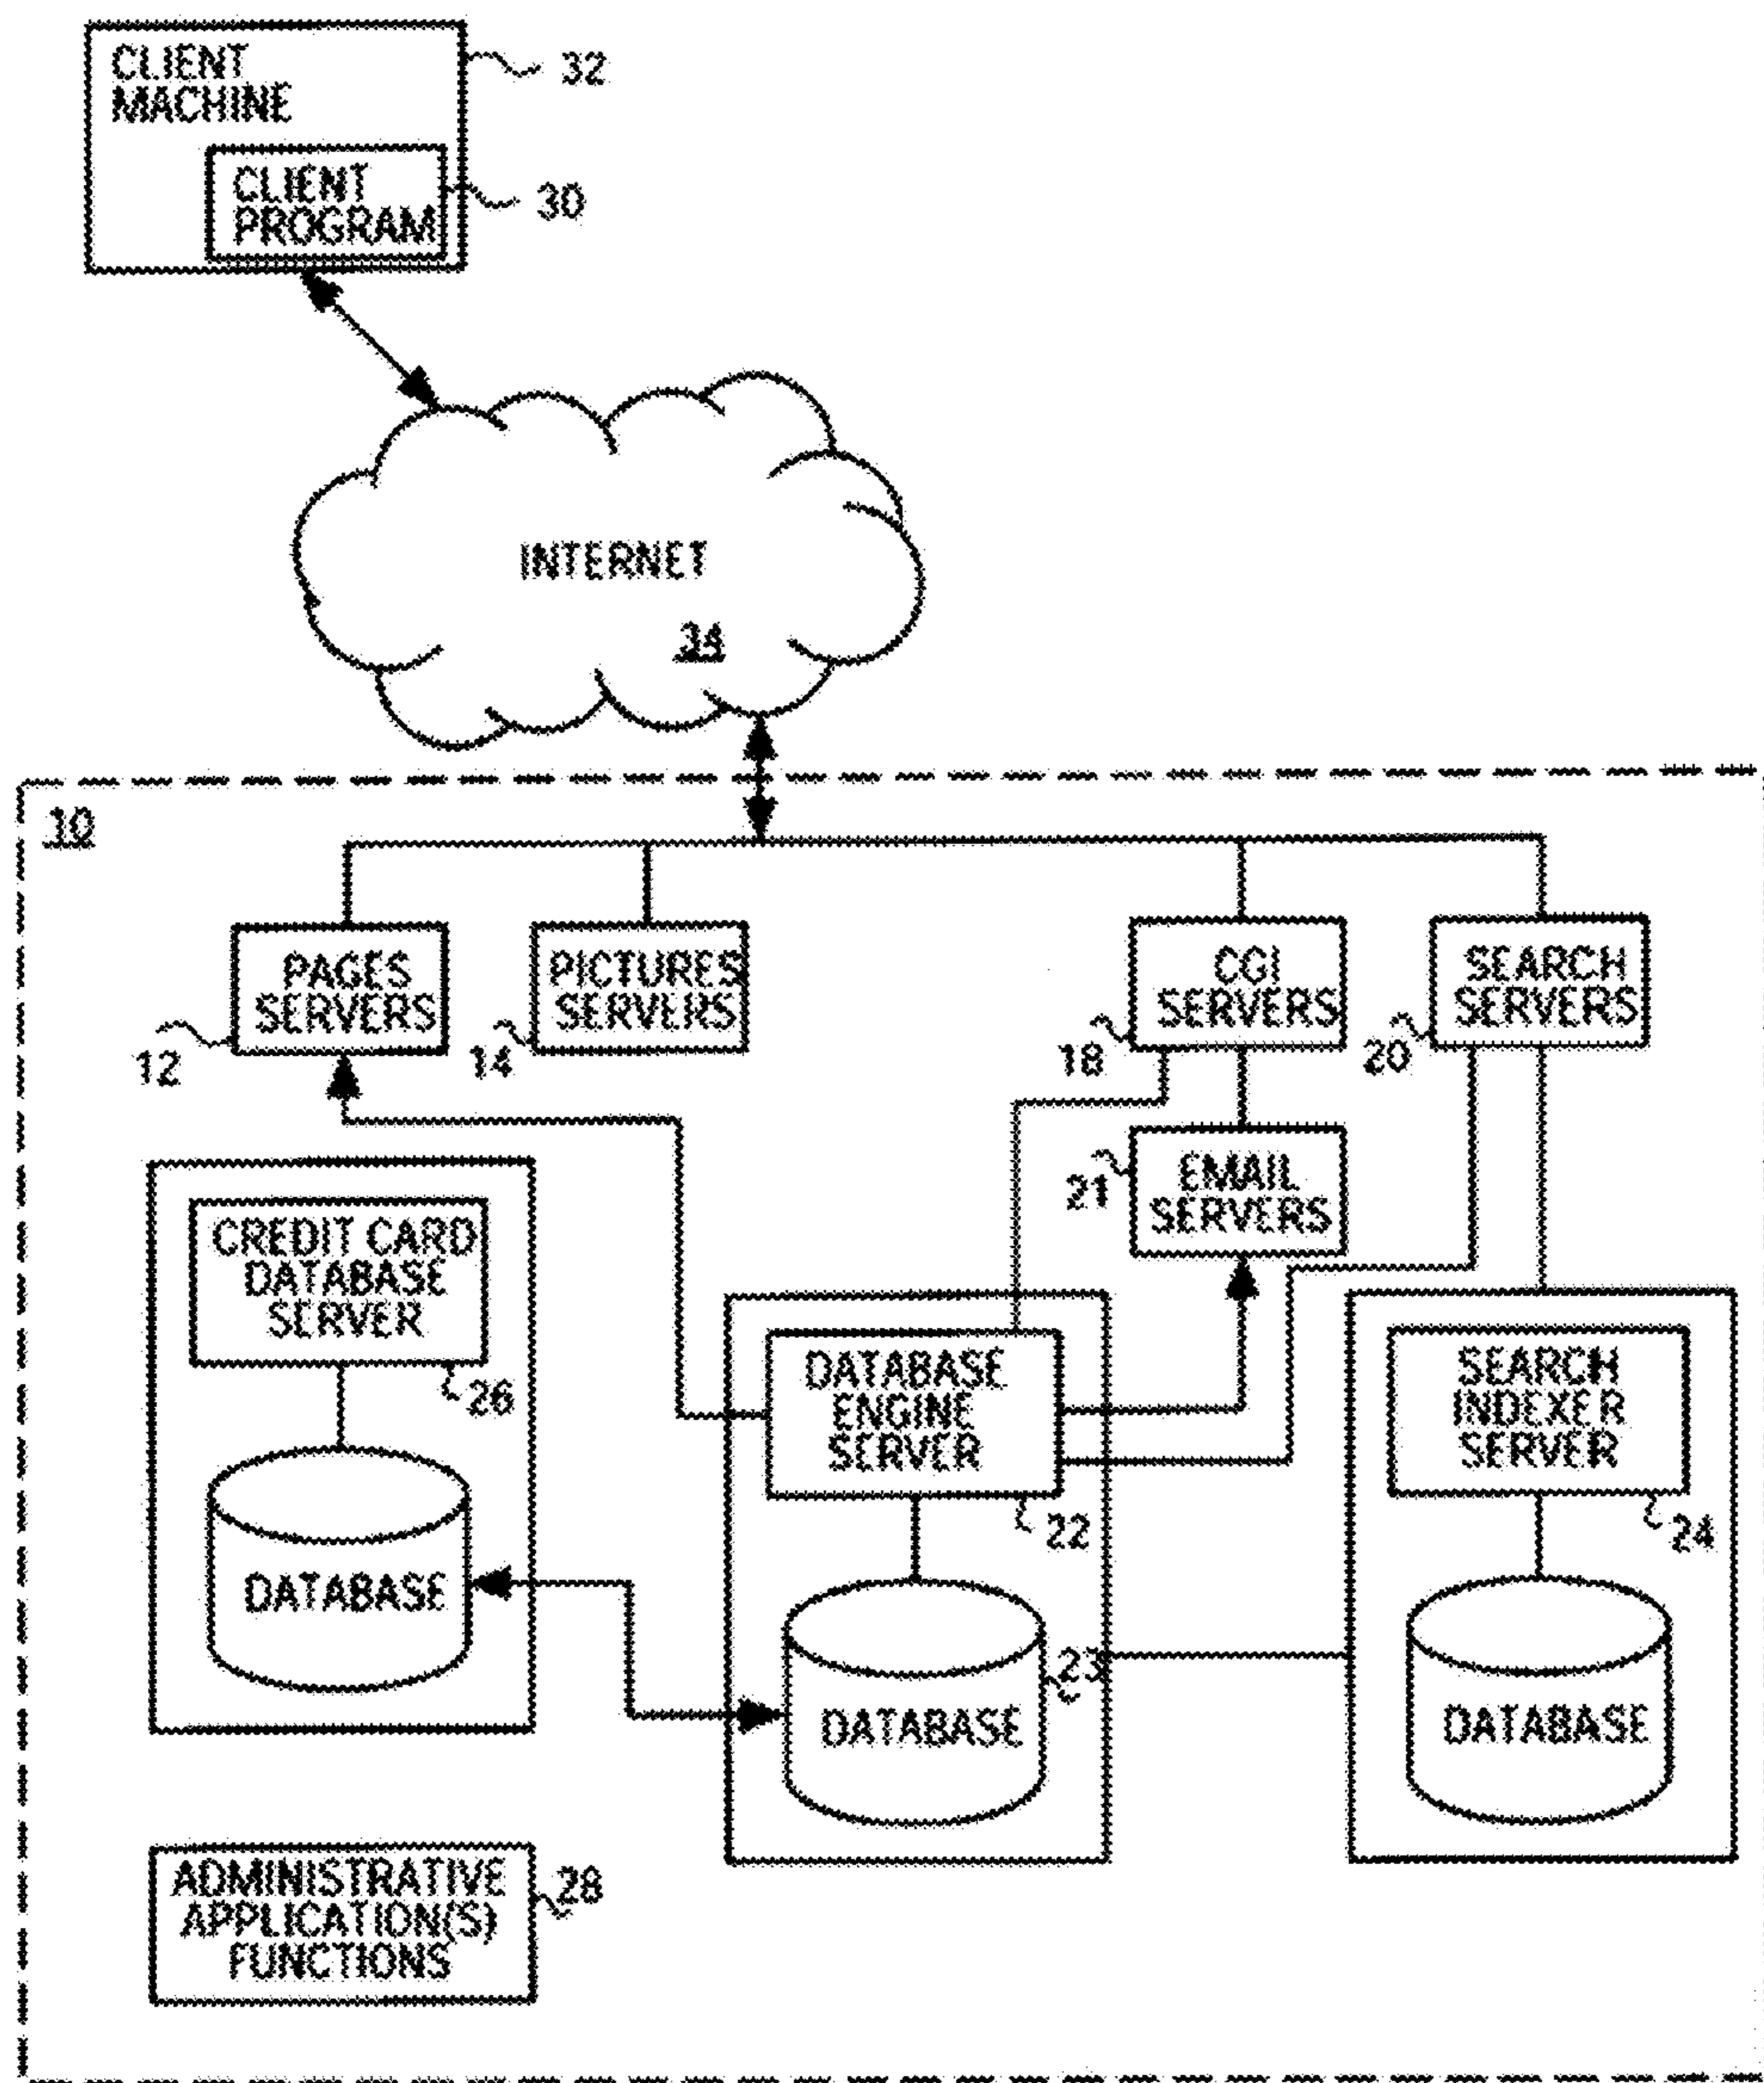 CLIENT
MACHINE
32
CLIENT
PROGRAM
30
INTERNET
34
10
PAGES
SERVERS
12
PICTURES
SERVERS
14
CGI
SERVERS
18
SEARCH
SERVERS
20
EMAIL
SERVERS
21
CREDIT CARD
DATABASE
SERVER
26
DATABASE
DATABASE
ENGINE
SERVER
22
DATABASE
23
SEARCH
INDEXER
SERVER
24
DATABASE
ADMINISTRATIVE
APPLICATION(S)
FUNCTIONS
28